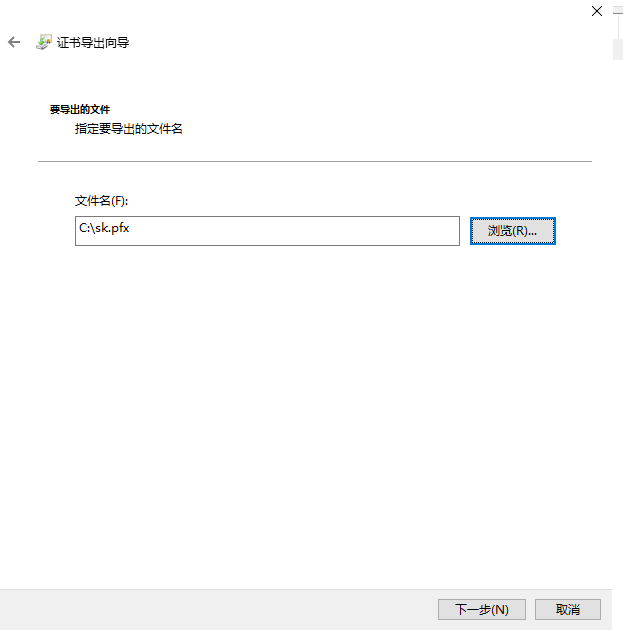 证书导出向导
要导出的文件
指定要导出的文件名
文件名(F):
C:\sk.pfx
浏览(R)...
下一步(N)
取消